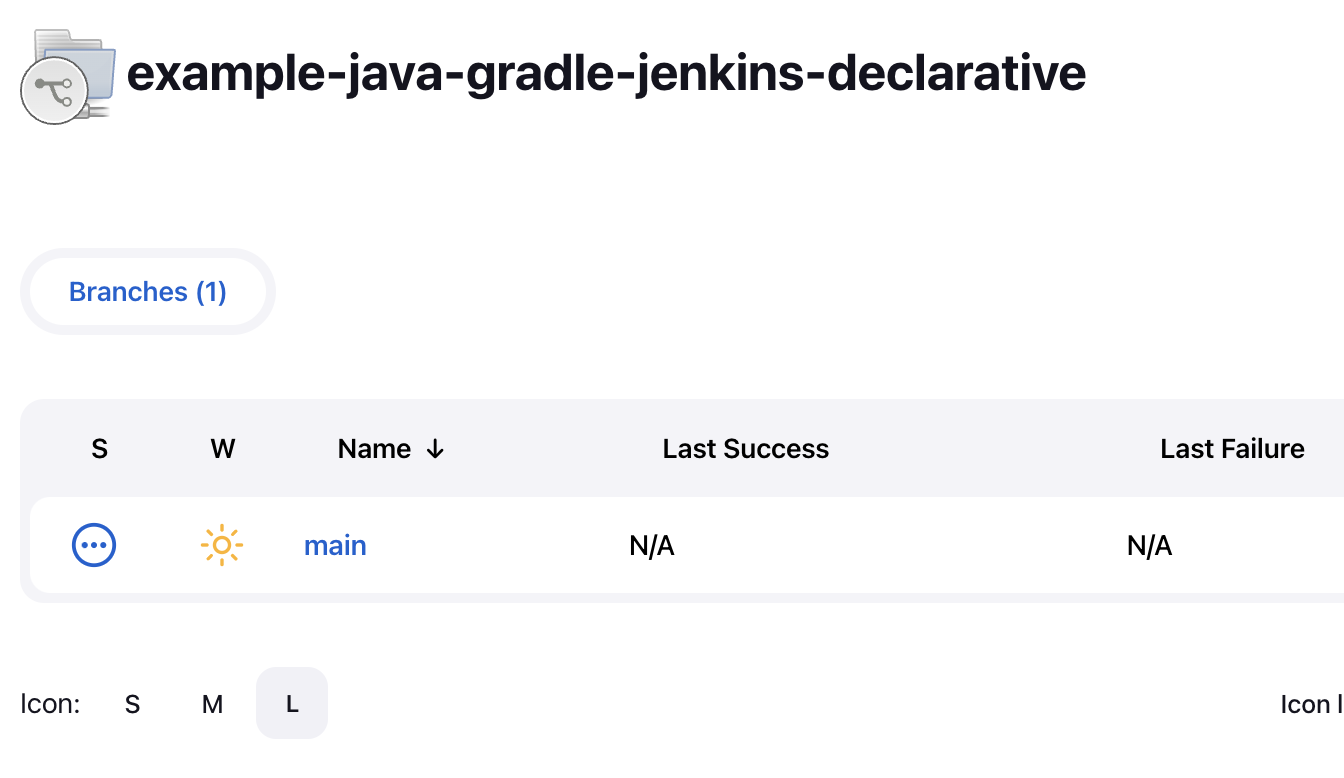 example-java-gradle-jenkins-declarative
Branches (1)
S W Name ↓ Last Success Last Failure
main N/A N/A
Icon: S M L Icon